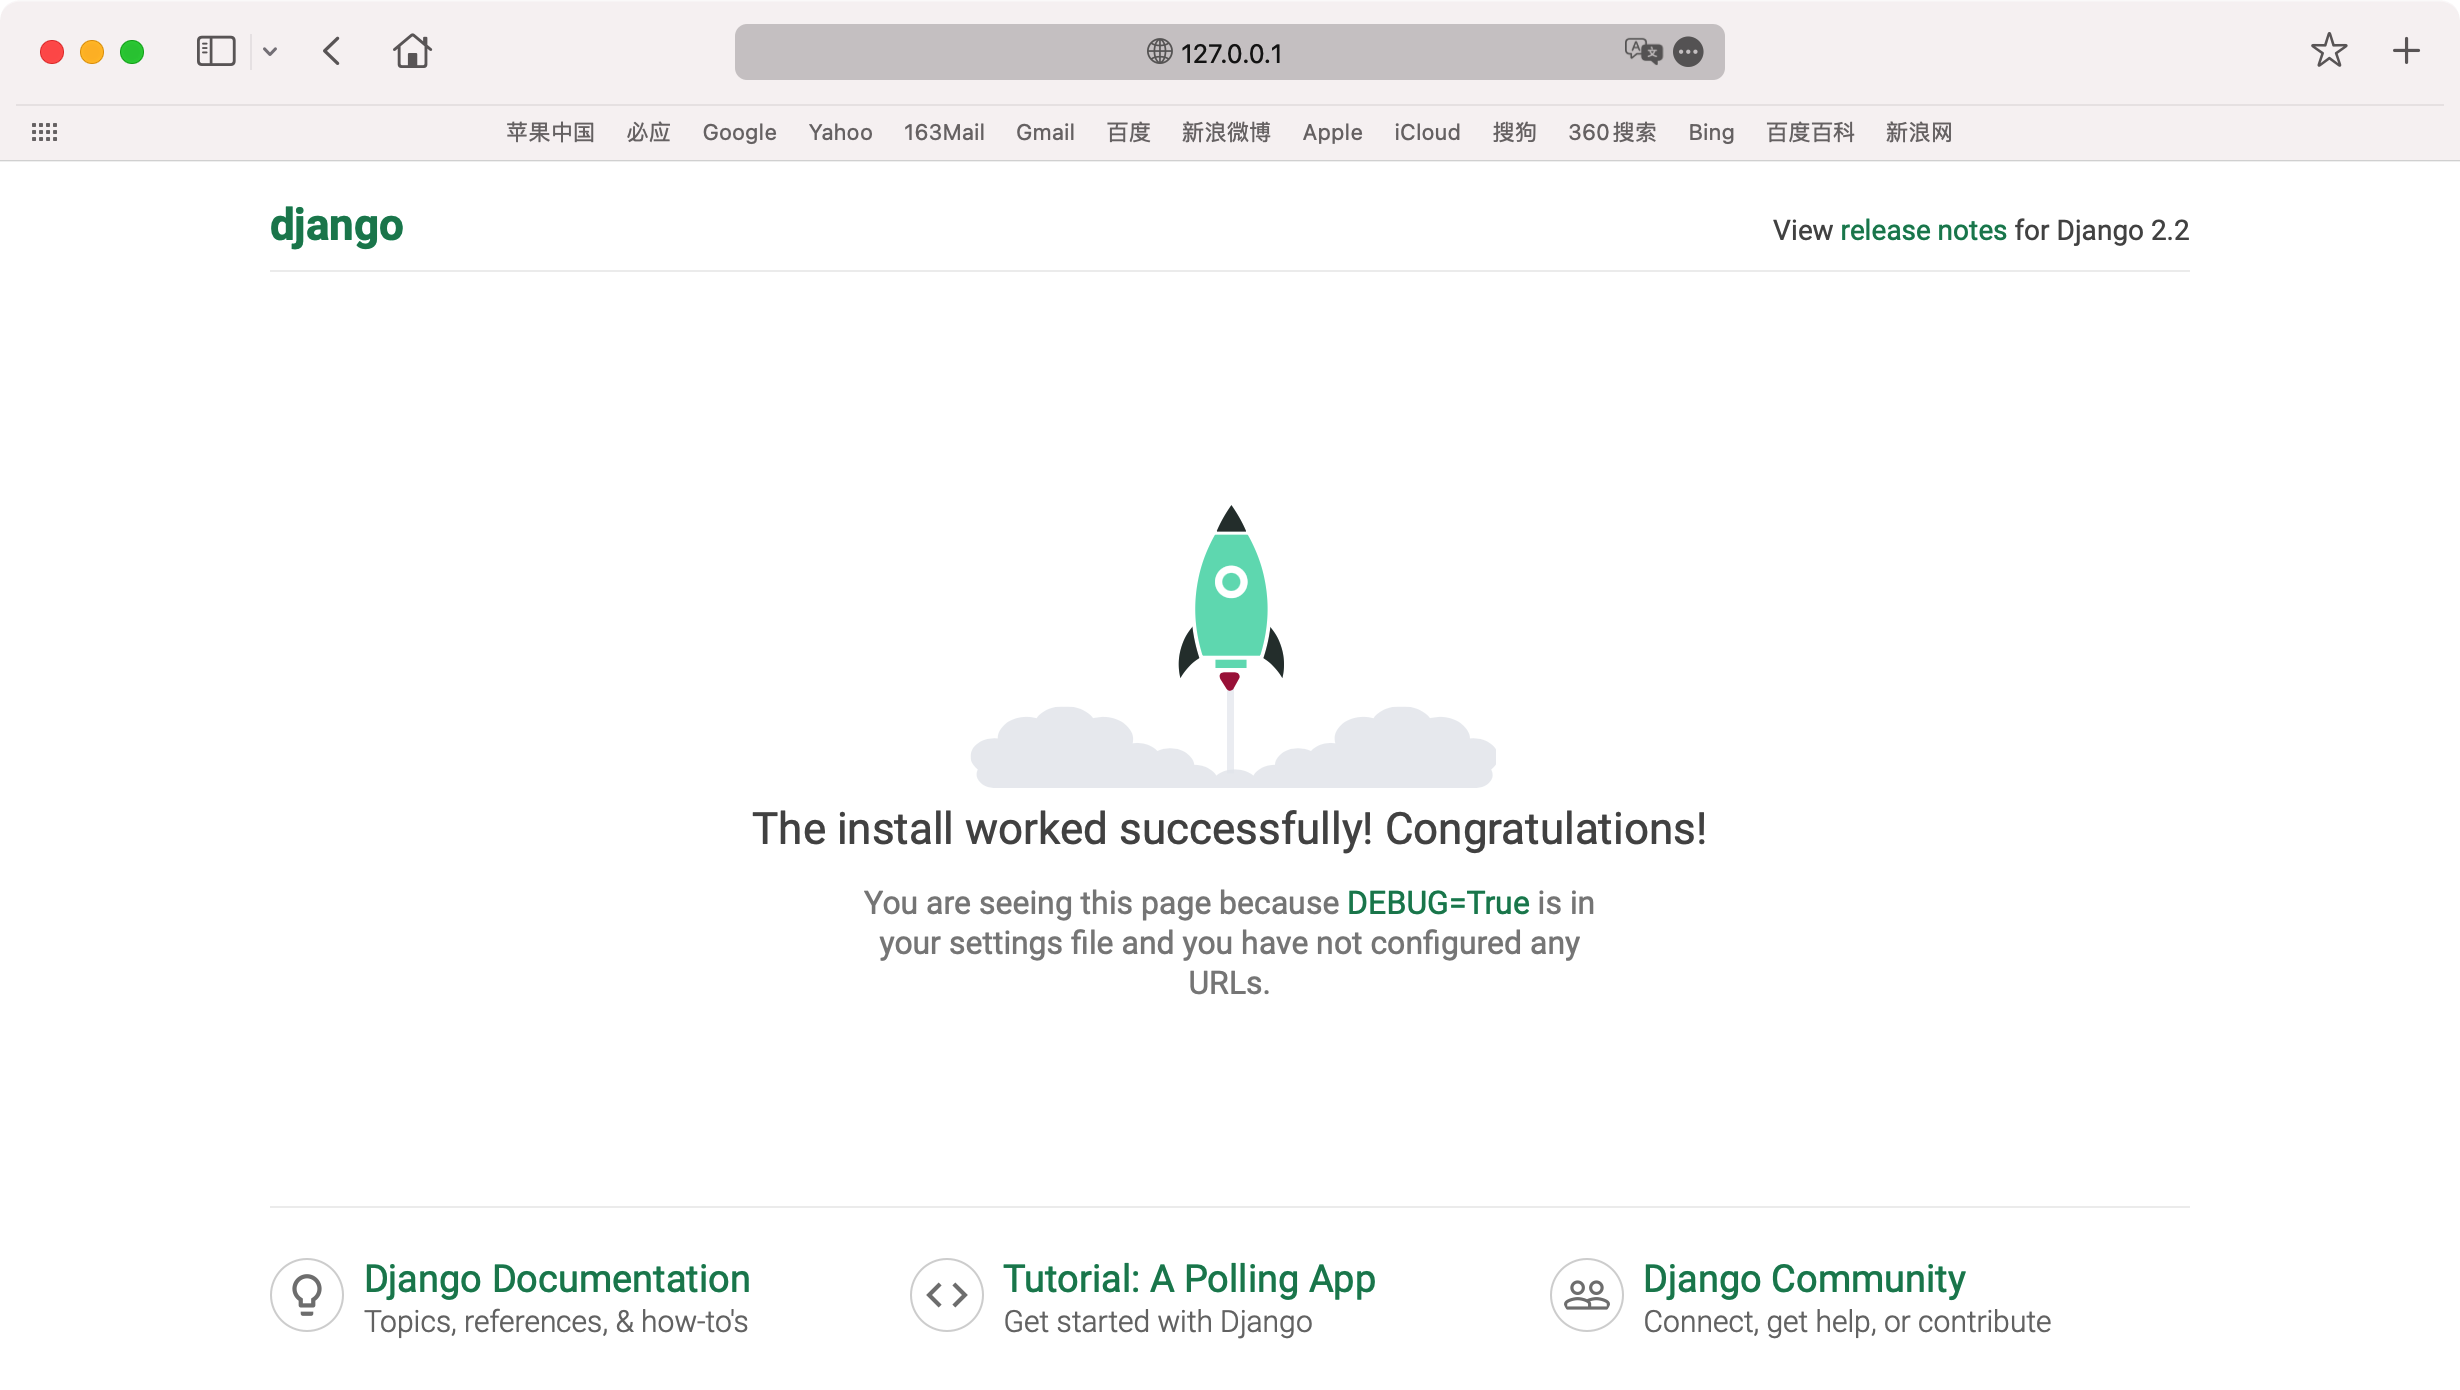 127.0.0.1
苹果中国 必应 Google Yahoo 163Mail Gmail 百度 新浪微博 Apple iCloud 搜狗 360搜索 Bing 百度百科 新浪网
django
View release notes for Django 2.2
The install worked successfully! Congratulations!
You are seeing this page because DEBUG=True is in
your settings file and you have not configured any
URLs.
Django Documentation
Topics, references, & how-to's
Tutorial: A Polling App
Get started with Django
Django Community
Connect, get help, or contribute